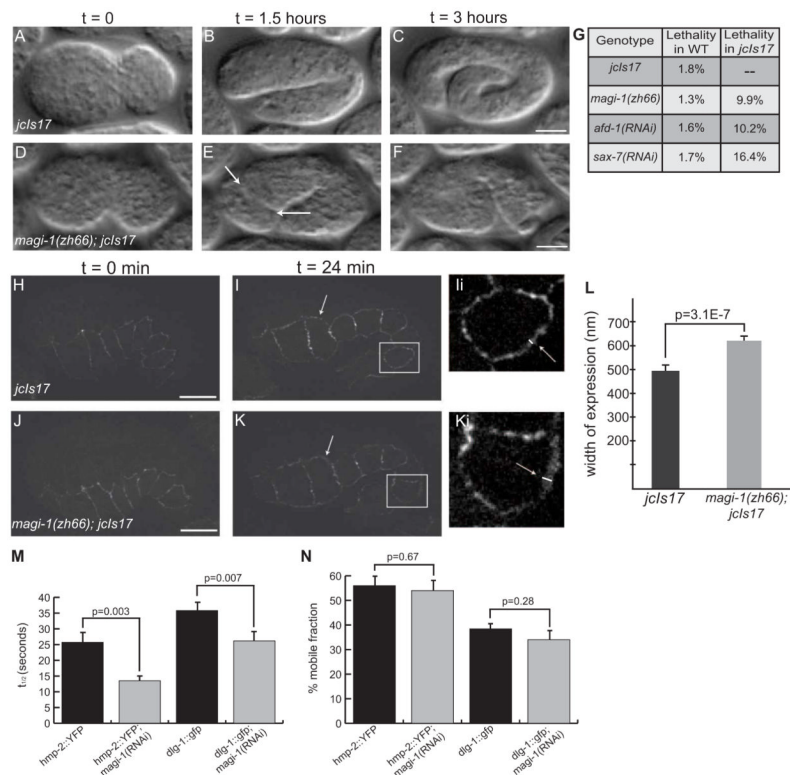 t = 0
t = 1.5 hours
t = 3 hours
A
jcIs17
B
C
D
magi-1(zh66); jcIs17
E
F
G
Genotype Lethality in WT Lethality in jcIs17
jcIs17 1.8% --
magi-1(zh66) 1.3% 9.9%
afd-1(RNAi) 1.6% 10.2%
sax-7(RNAi) 1.7% 16.4%
t = 0 min
t = 24 min
H
jcIs17
I
Ii
J
magi-1(zh66); jcIs17
K
Ki
L
width of expression (nm)
700
600
500
400
300
200
p=3.1E-7
jcIs17
magi-1(zh66);
jcIs17
M
t1/2 (seconds)
45
40
35
30
25
20
15
10
5
0
p=0.003
p=0.007
hmp-2::YFP
hmp-2::YFP;
magi-1(RNAi)
dlg-1::gfp
dlg-1::gfp;
magi-1(RNAi)
N
% mobile fraction
60
50
40
30
20
10
0
p=0.67
p=0.28
hmp-2::YFP
hmp-2::YFP;
magi-1(RNAi)
dlg-1::gfp
dlg-1::gfp;
magi-1(RNAi)